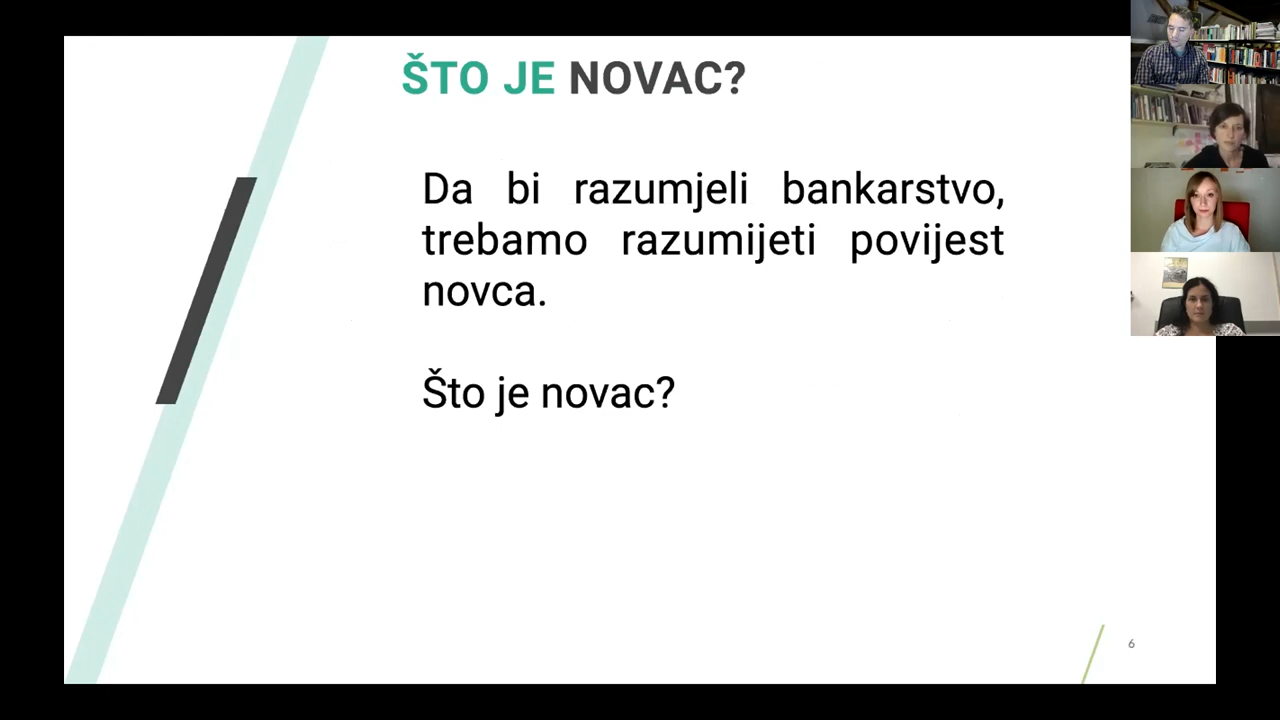 ŠTO JE NOVAC?
Da bi razumjeli bankarstvo,
trebamo razumijeti povijest
novca.
Što je novac?
6